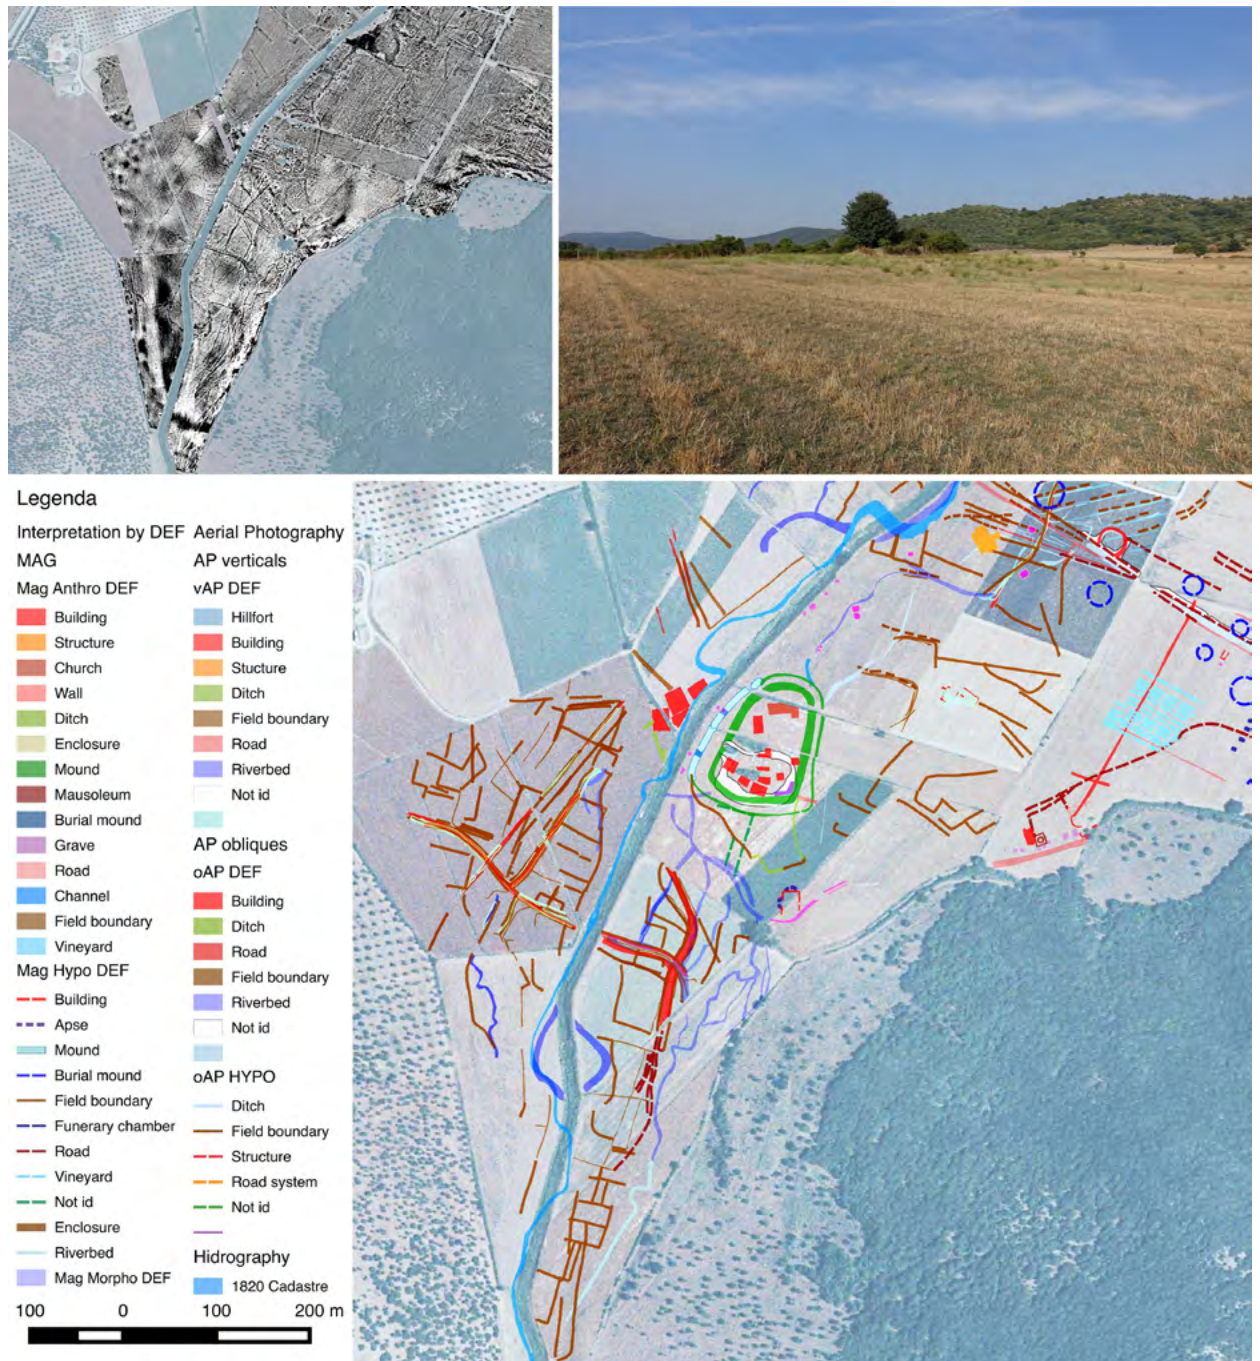 Legenda
Interpretation by DEF
MAG
Mag Anthro DEF
Building
Structure
Church
Wall
Ditch
Enclosure
Mound
Mausoleum
Burial mound
Grave
Road
Channel
Field boundary
Vineyard
Mag Hypo DEF
Building
Apse
Mound
Burial mound
Field boundary
Funerary chamber
Road
Vineyard
Not id
Enclosure
Riverbed
Mag Morpho DEF
Aerial Photography
AP verticals
vAP DEF
Hillfort
Building
Stucture
Ditch
Field boundary
Road
Riverbed
Not id
AP obliques
oAP DEF
Building
Ditch
Road
Field boundary
Riverbed
Not id
oAP HYPO
Ditch
Field boundary
Structure
Road system
Not id
Hidrography
1820 Cadastre
100 0 100 200 m